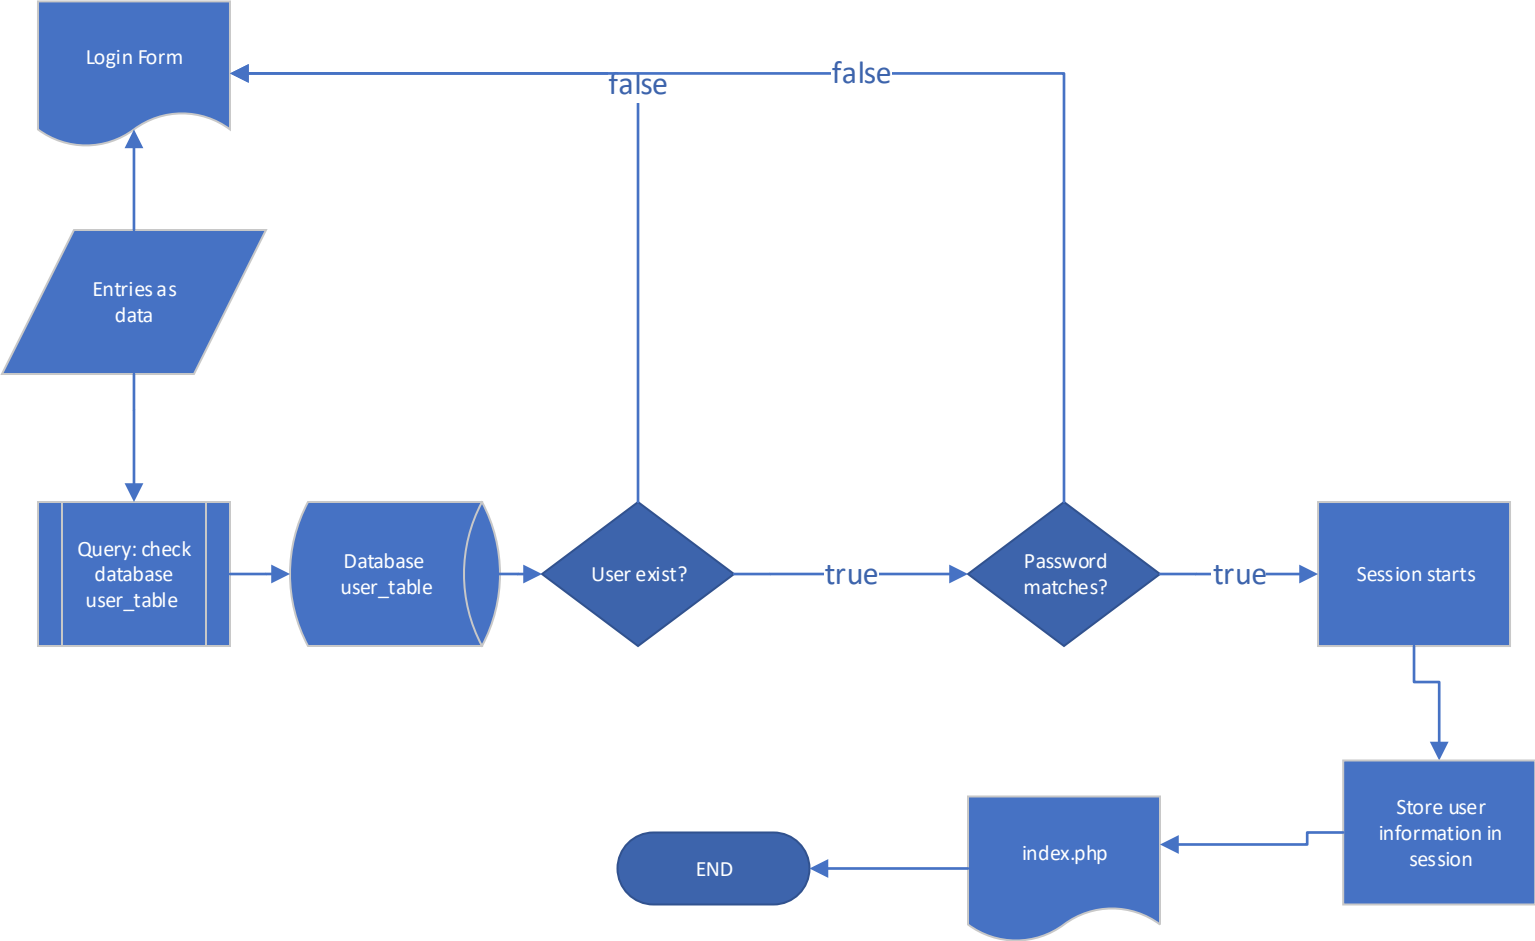 Login Form
false
false
Entries as
data
Query: check
database
user_table
Database
user_table
User exist?
true
Password
matches?
true
Session starts
Store user
information in
session
index.php
END